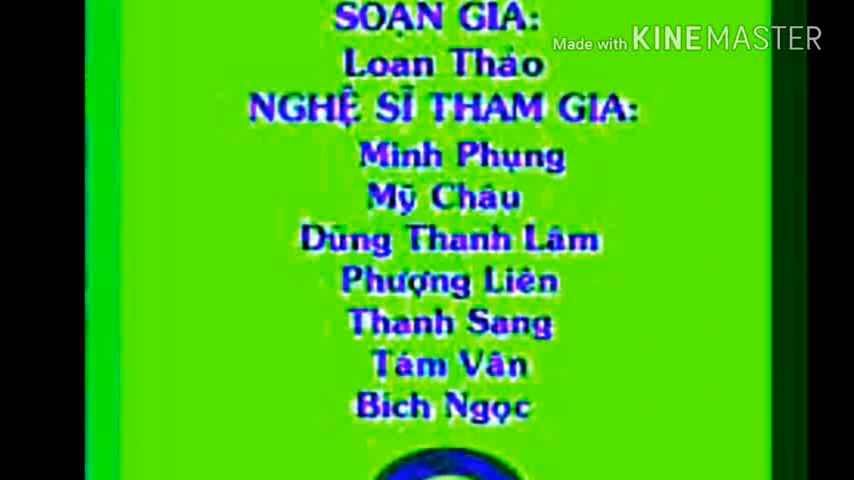 SOẠN GIA:
Made with KINEMASTER
Loan Thảo
NGHỆ SĨ THAM GIA:
Minh Phụng
Mỹ Châu
Dũng Thanh Lâm
Phượng Liên
Thanh Sang
Tám Vân
Bích Ngọc